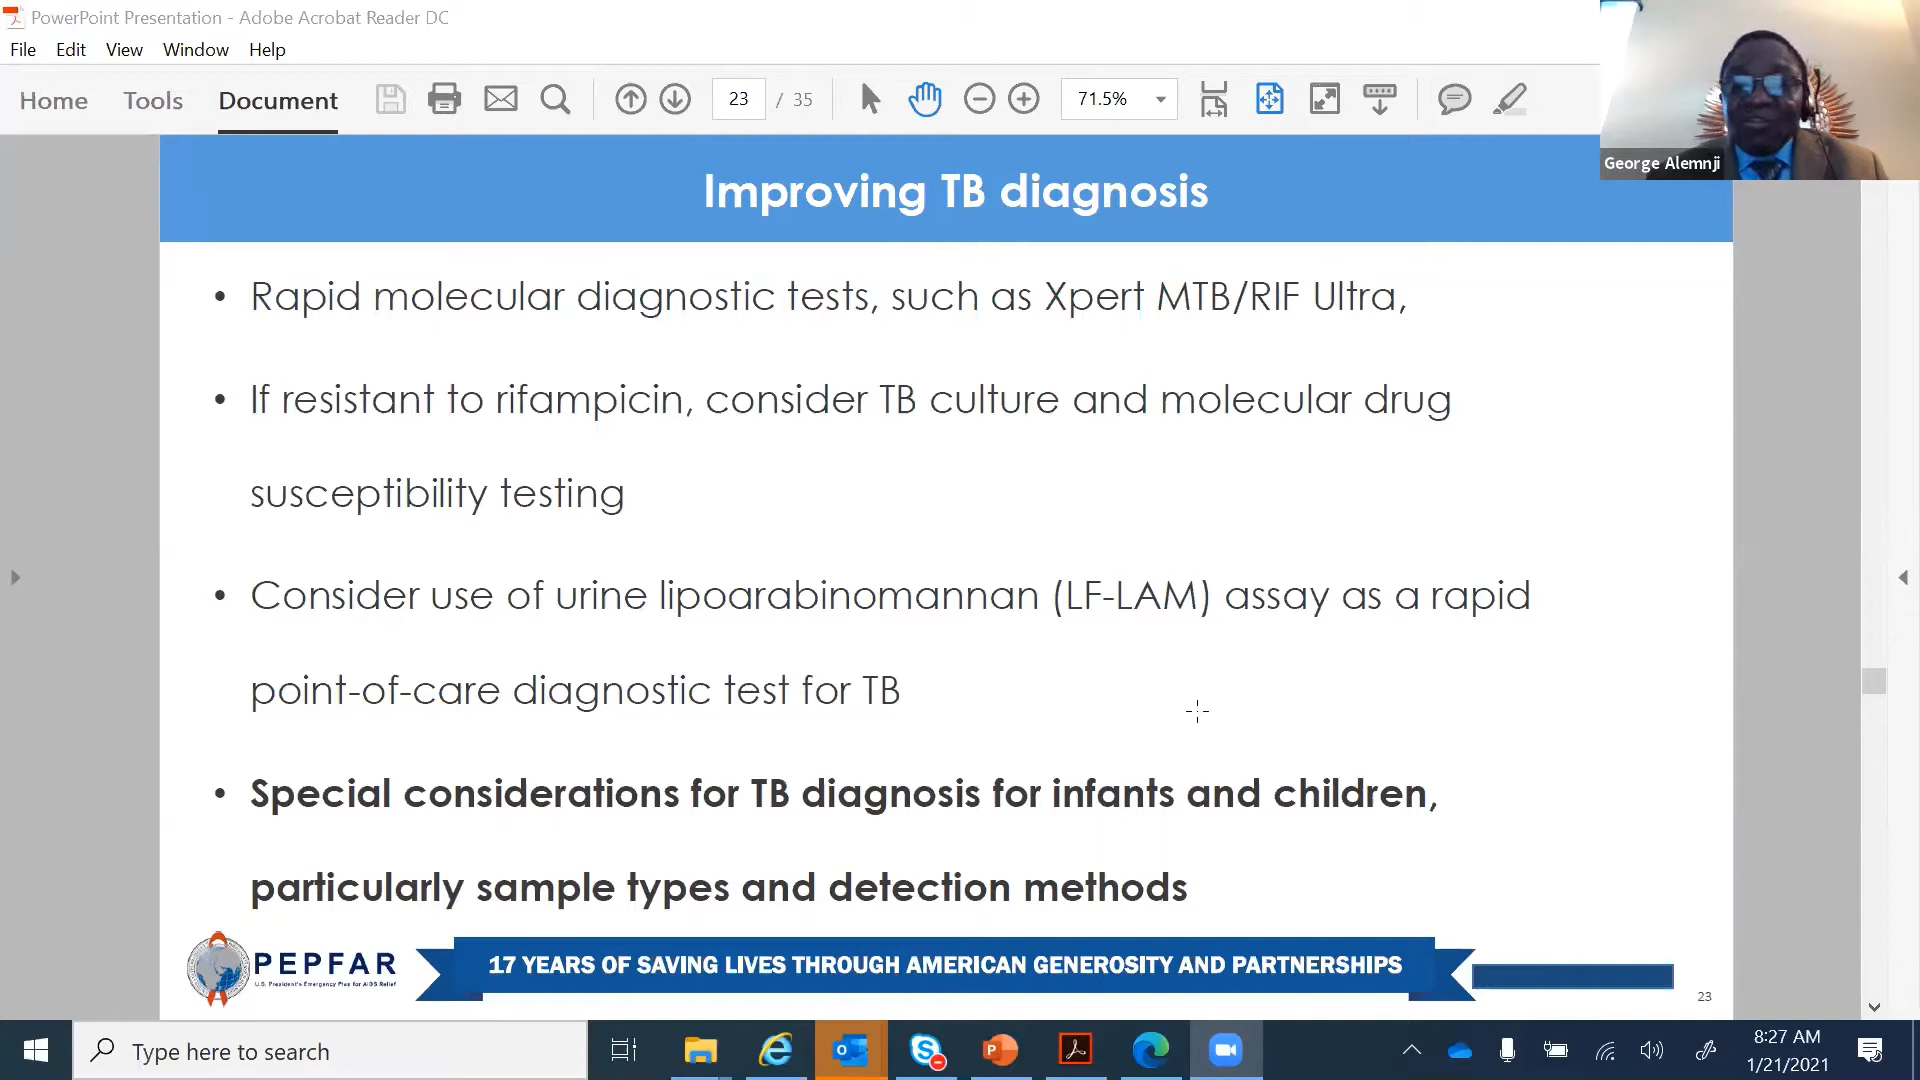 PowerPoint Presentation - Adobe Acrobat Reader DC
File Edit View Window Help
Home Tools Document 23 / 35 71.5%
George Alemnji
Improving TB diagnosis
• Rapid molecular diagnostic tests, such as Xpert MTB/RIF Ultra,
• If resistant to rifampicin, consider TB culture and molecular drug
susceptibility testing
• Consider use of urine lipoarabinomannan (LF-LAM) assay as a rapid
point-of-care diagnostic test for TB
• Special considerations for TB diagnosis for infants and children,
particularly sample types and detection methods
PEPFAR
U.S. President's Emergency Plan for AIDS Relief
17 YEARS OF SAVING LIVES THROUGH AMERICAN GENEROSITY AND PARTNERSHIPS
23
Type here to search
8:27 AM
1/21/2021